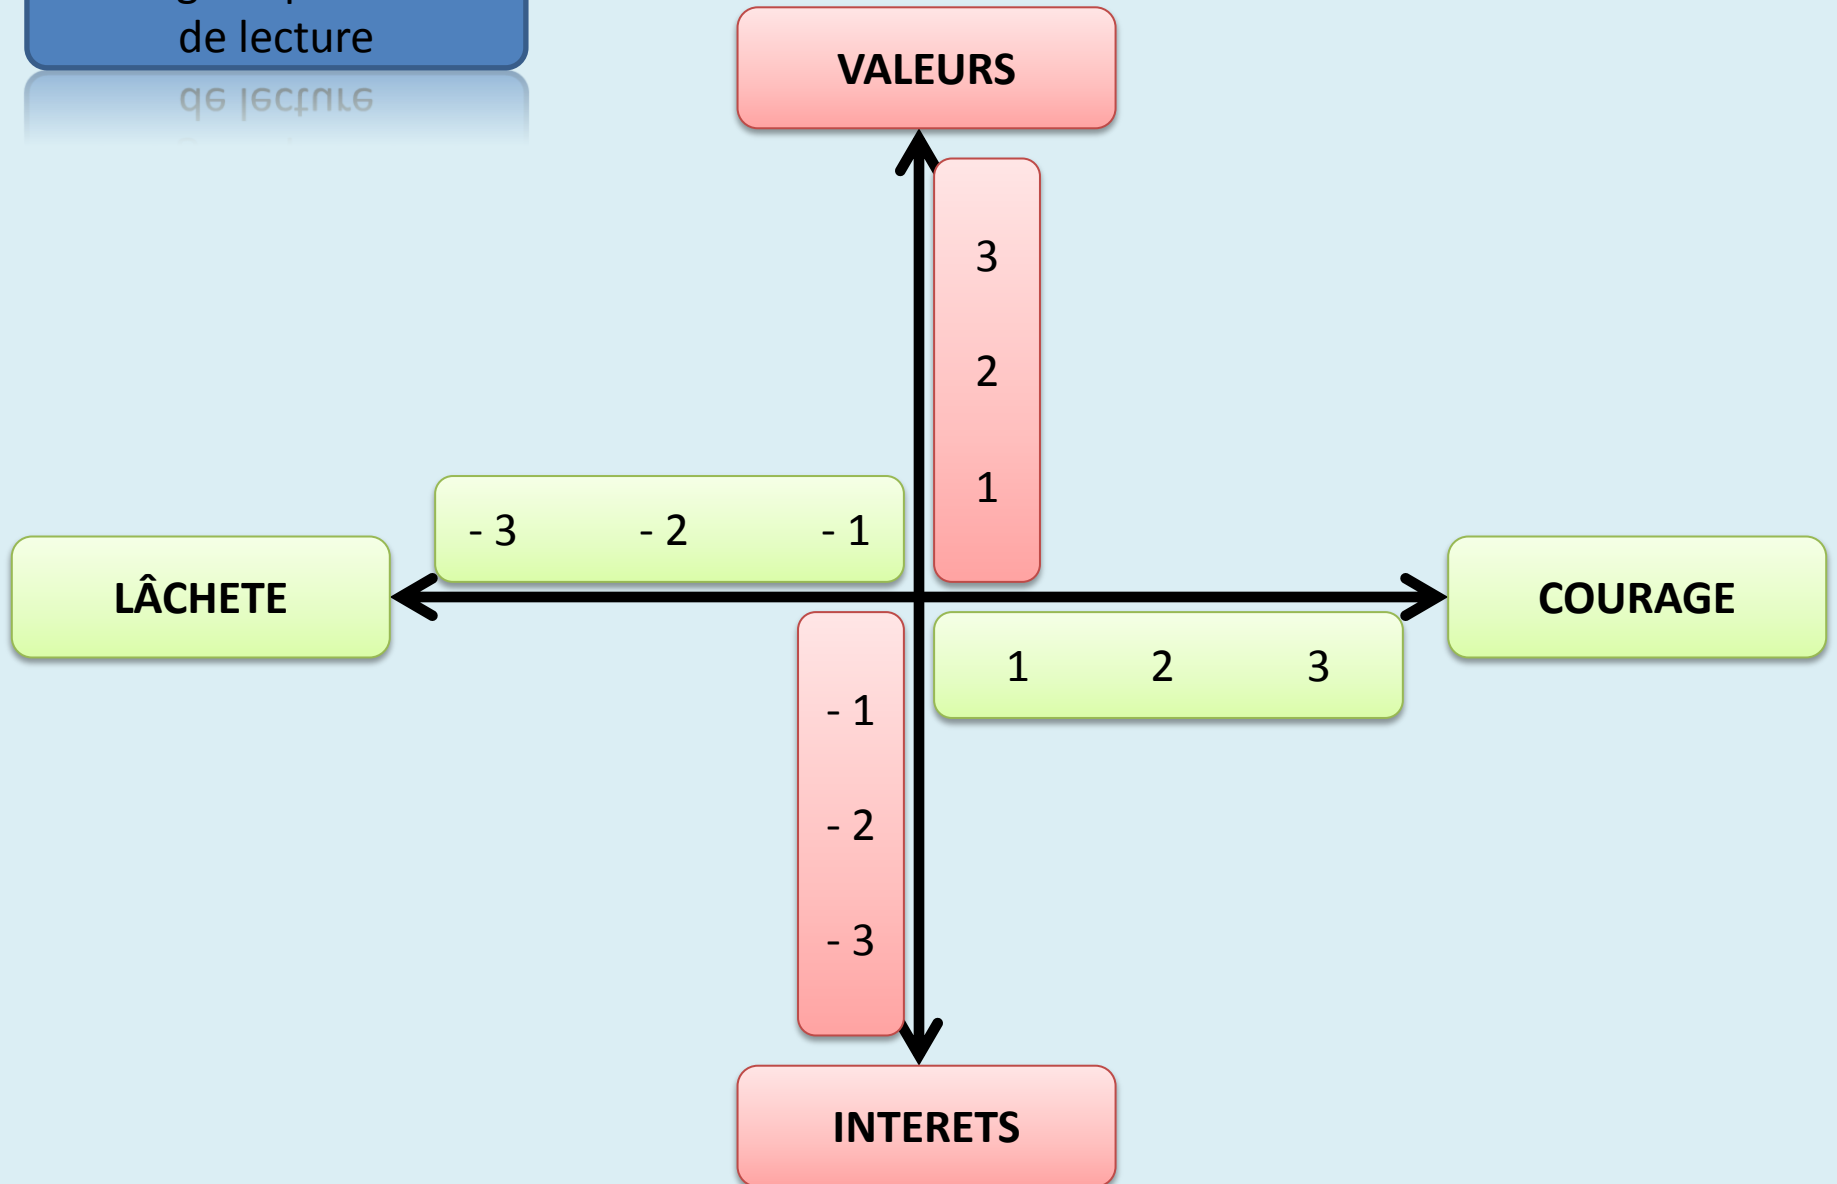 de lecture
VALEURS
3
2
1
- 3 - 2 - 1
LÂCHETE
COURAGE
1 2 3
- 1
- 2
- 3
INTERETS